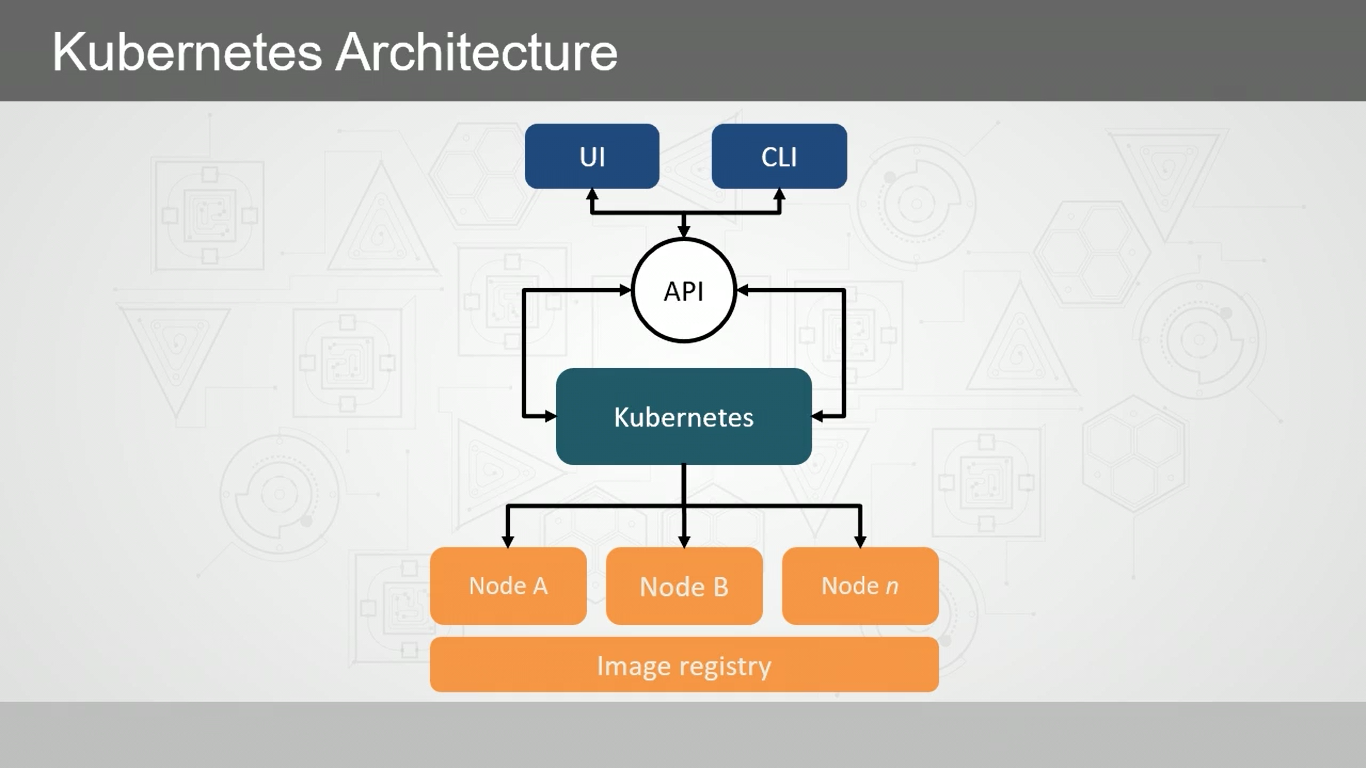 Kubernetes Architecture
UI
CLI
API
Kubernetes
Node A
Node B
Node n
Image registry